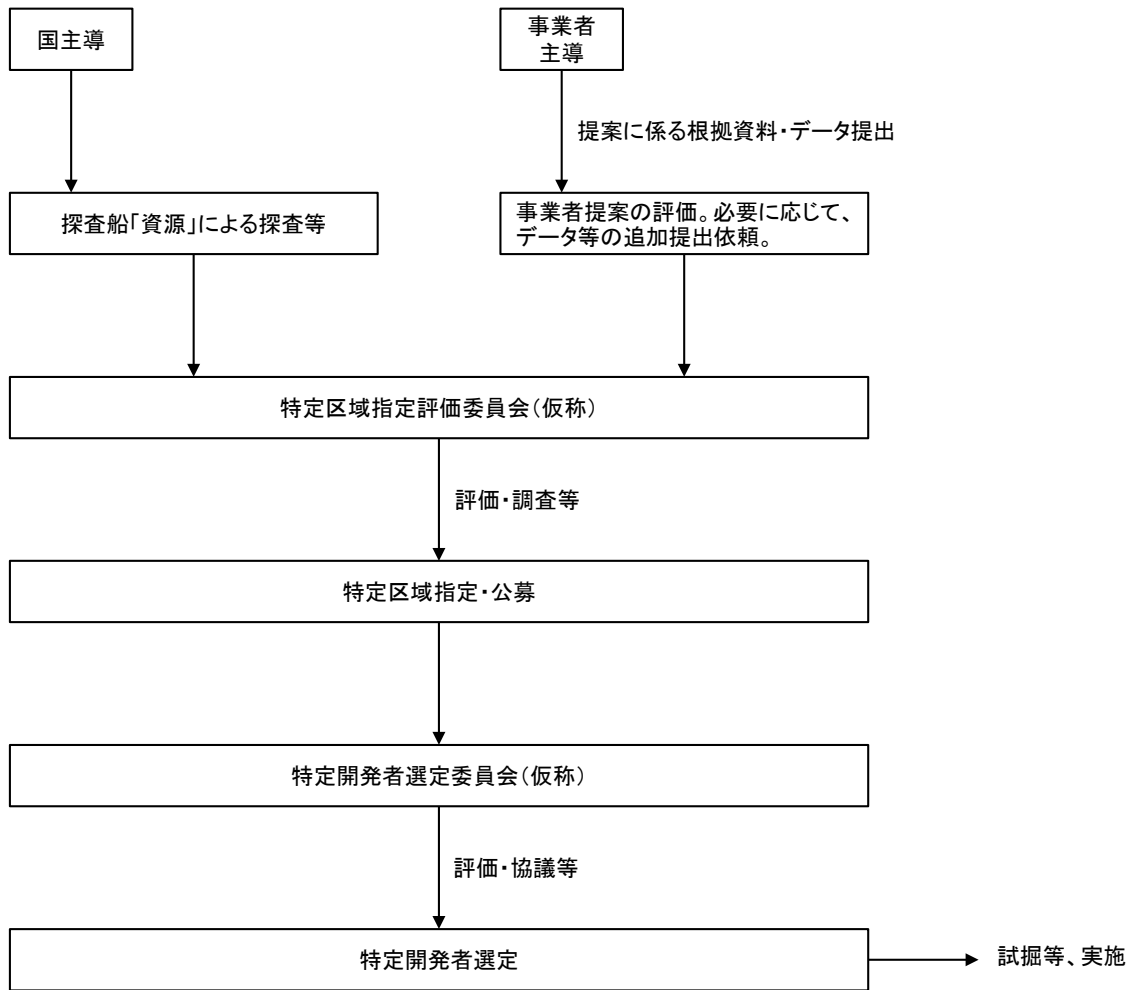 国主導
事業者
主導
提案に係る根拠資料・データ提出
探査船「資源」による探査等
事業者提案の評価。必要に応じて、
データ等の追加提出依頼。
特定区域指定評価委員会（仮称）
評価・調査等
特定区域指定・公募
特定開発者選定委員会（仮称）
評価・協議等
特定開発者選定
試掘等、実施